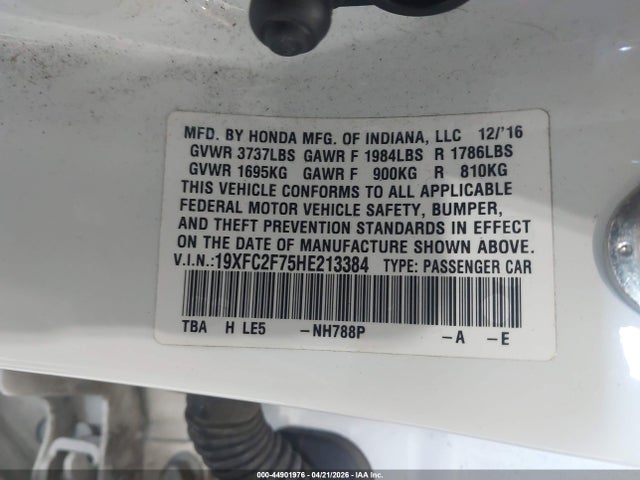 MFD. BY HONDA MFG. OF INDIANA, LLC 12/'16
GVWR 3737LBS GAWR F 1984LBS R 1786LBS
GVWR 1695KG GAWR F 900KG R 810KG
THIS VEHICLE CONFORMS TO ALL APPLICABLE
FEDERAL MOTOR VEHICLE SAFETY, BUMPER,
AND THEFT PREVENTION STANDARDS IN EFFECT
ON THE DATE OF MANUFACTURE SHOWN ABOVE.
V.I.N.:19XFC2F75HE213384 TYPE: PASSENGER CAR
TBA H LE5 -NH788P -A -E
000-44901976 - 04/21/2026 - IAA Inc.